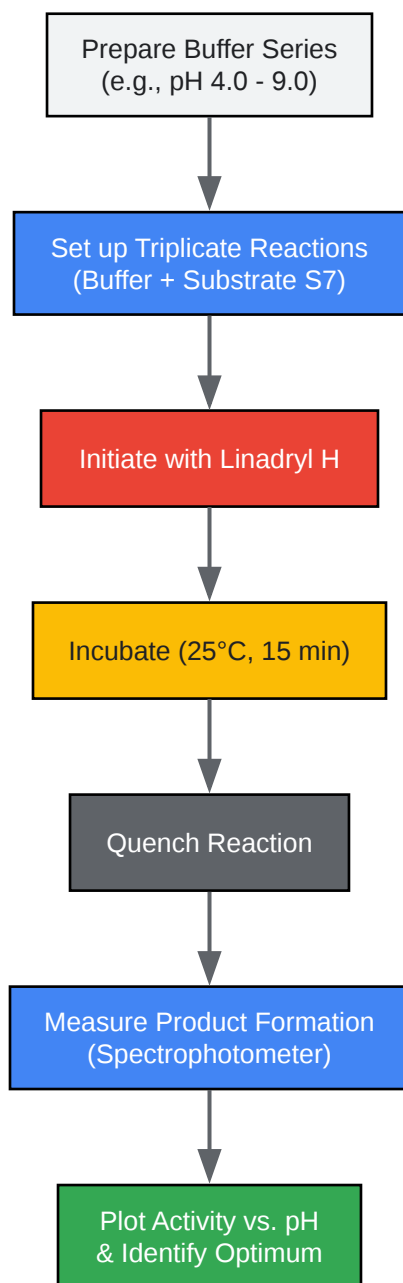 Prepare Buffer Series
(e.g., pH 4.0 - 9.0)
Set up Triplicate Reactions
(Buffer + Substrate S7)
Initiate with Linadryl H
Incubate (25°C, 15 min)
Quench Reaction
Measure Product Formation
(Spectrophotometer)
Plot Activity vs. pH
& Identify Optimum